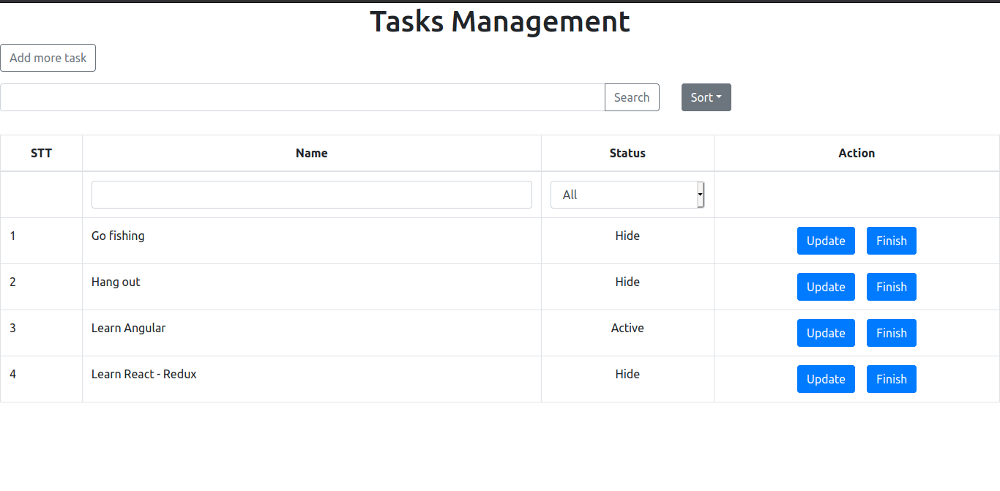 Tasks Management
Add more task
Search Sort
STT Name Status Action
All
1 Go fishing Hide Update Finish
2 Hang out Hide Update Finish
3 Learn Angular Active Update Finish
4 Learn React - Redux Hide Update Finish